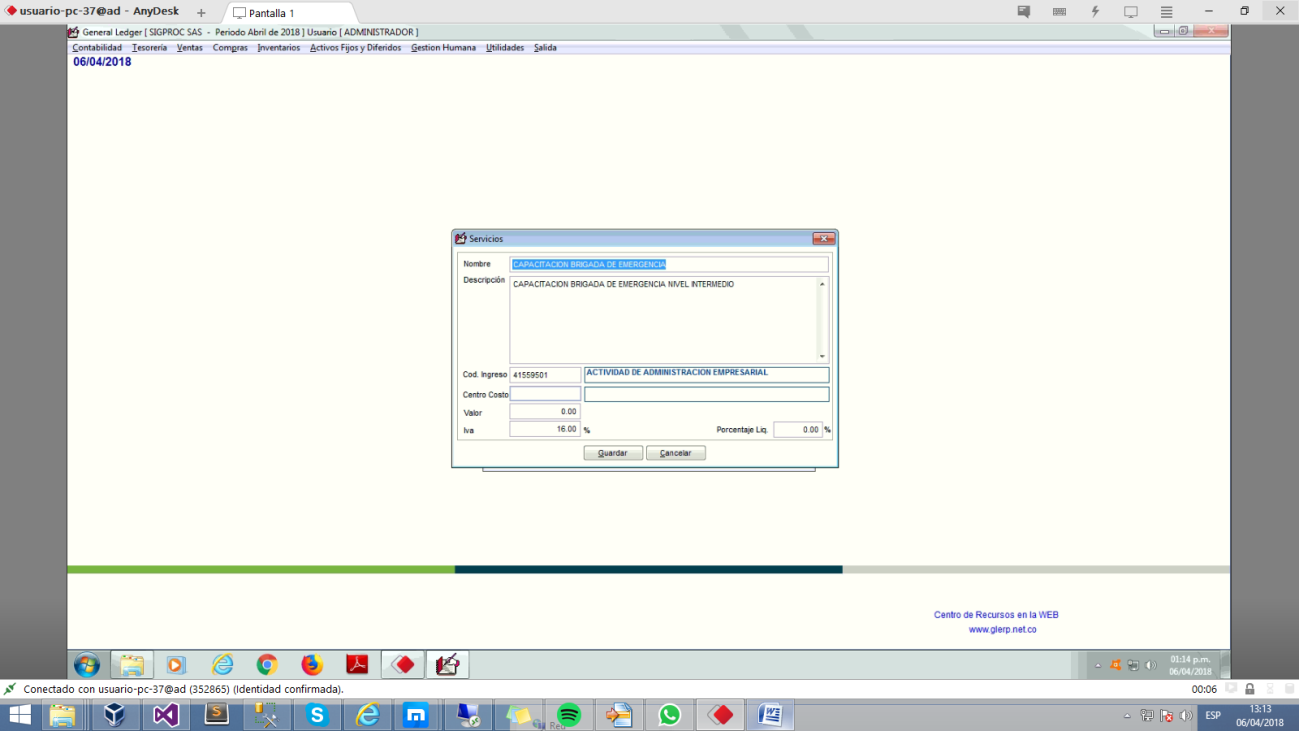 usuario-pc-37@ad - AnyDesk + Pantalla 1
General Ledger [ SIGPROC SAS - Periodo Abril de 2018 ] Usuario [ ADMINISTRADOR ]
Contabilidad Tesorería Ventas Compras Inventarios Activos Fijos y Diferidos Gestion Humana Utilidades Salida
06/04/2018
Servicios
Nombre CAPACITACION BRIGADA DE EMERGENCIA
Descripción CAPACITACION BRIGADA DE EMERGENCIA NIVEL INTERMEDIO
Cod. Ingreso 41559501 ACTIVIDAD DE ADMINISTRACION EMPRESARIAL
Centro Costo
Valor 0.00
Iva 16.00 % Porcentaje Liq. 0.00 %
Guardar Cancelar
Centro de Recursos en la WEB
www.glerp.net.co
01:14 p.m.
06/04/2018
Conectado con usuario-pc-37@ad (352865) (Identidad confirmada). 00:06
Red
ESP
13:13
06/04/2018